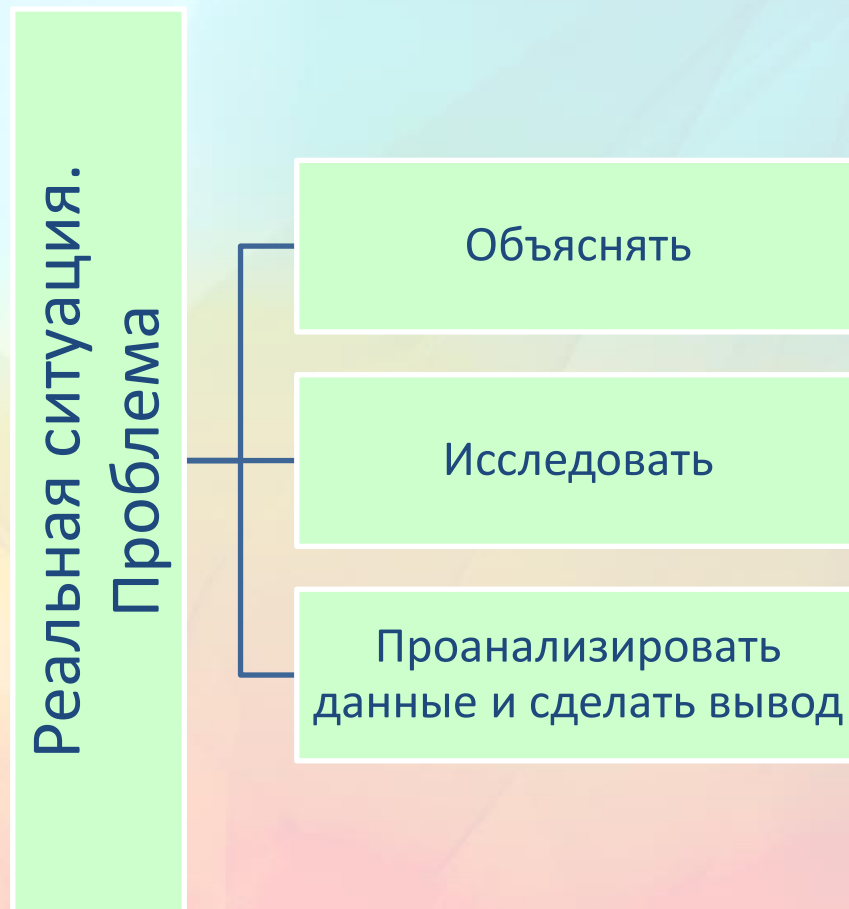 Реальная ситуация.
Проблема
Объяснять
Исследовать
Проанализировать
данные и сделать вывод